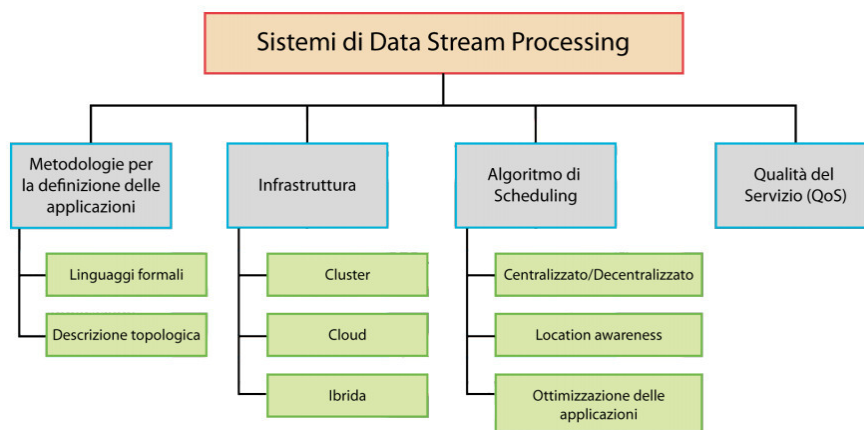 Sistemi di Data Stream Processing
Metodologie per
la definizione delle
applicazioni
Infrastruttura
Algoritmo di
Scheduling
Qualità del
Servizio (QoS)
Linguaggi formali
Descrizione topologica
Cluster
Cloud
Ibrida
Centralizzato/Decentralizzato
Location awareness
Ottimizzazione delle
applicazioni